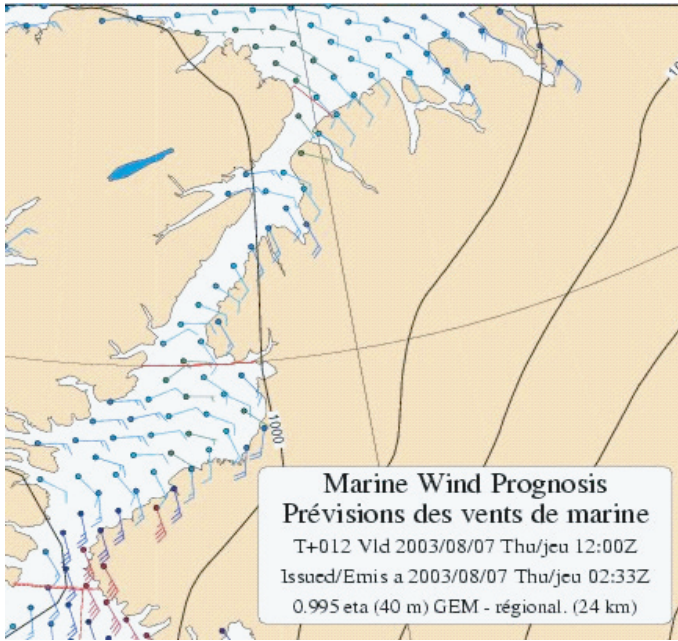 1000
Marine Wind Prognosis
Prévisions des vents de marine
T+012 Vld 2003/08/07 Thu/jeu 12:00Z
Issued/Emis a 2003/08/07 Thu/jeu 02:33Z
0.995 eta (40 m) GEM - régional. (24 km)